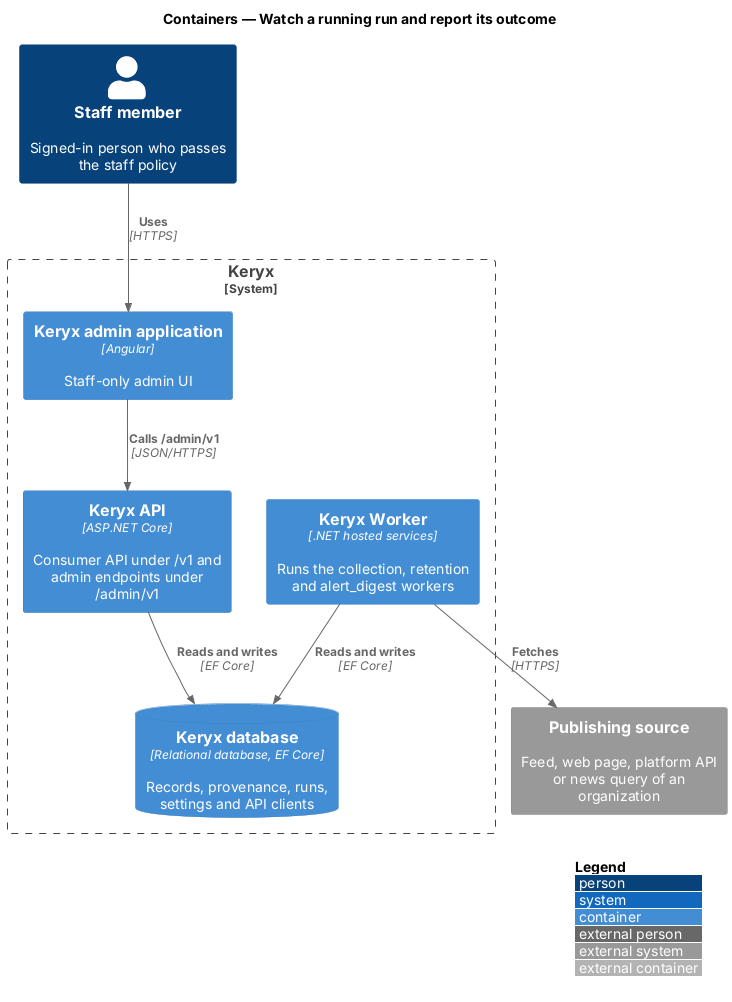 Containers — Watch a running run and report its outcome
Staff member
Signed-in person who passes
the staff policy
Uses
[HTTPS]
Keryx
[System]
Keryx admin application
[Angular]
Staff-only admin UI
Calls /admin/v1
[JSON/HTTPS]
Keryx API
[ASP.NET Core]
Consumer API under /v1 and
admin endpoints under
/admin/v1
Keryx Worker
[.NET hosted services]
Runs the collection, retention
and alert_digest workers
Reads and writes
[EF Core]
Reads and writes
[EF Core]
Fetches
[HTTPS]
Keryx database
[Relational database, EF Core]
Records, provenance, runs,
settings and API clients
Publishing source
Feed, web page, platform API
or news query of an
organization
Legend
person
system
container
external person
external system
external container